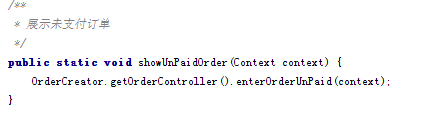 /**
 * 展示未支付订单
 */
public static void showUnPaidOrder(Context context) {
    OrderCreator.getOrderController().enterOrderUnPaid(context);
}